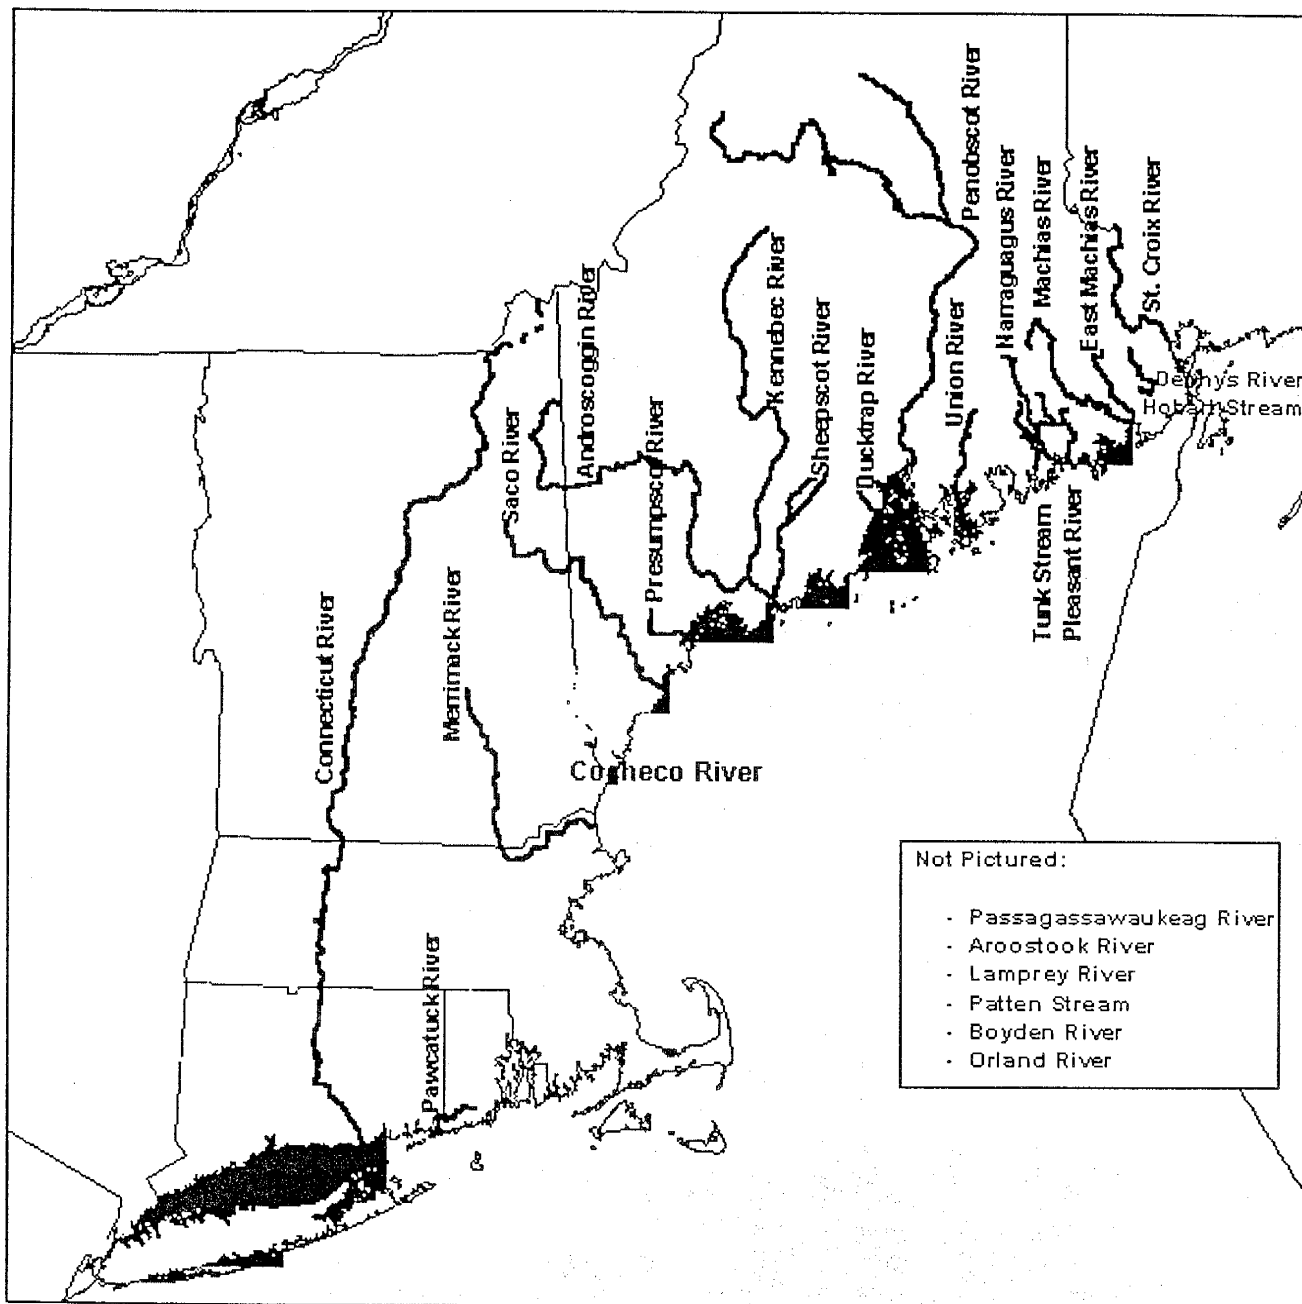 Penobscot River
Narraguagus River
Machias River
East Machias River
St. Croix River
Kennebec River
Androscoggin River
Sheepscot River
Ducktrap River
Union River
Dennys River
Hobart Stream
Saco River
Presumpscot River
Tunk Stream
Pleasant River
Connecticut River
Merrimack River
Cocheco River
Pawcatuck River
Not Pictured:
- Passagassawaukeag River
- Aroostook River
- Lamprey River
- Patten Stream
- Boyden River
- Orland River